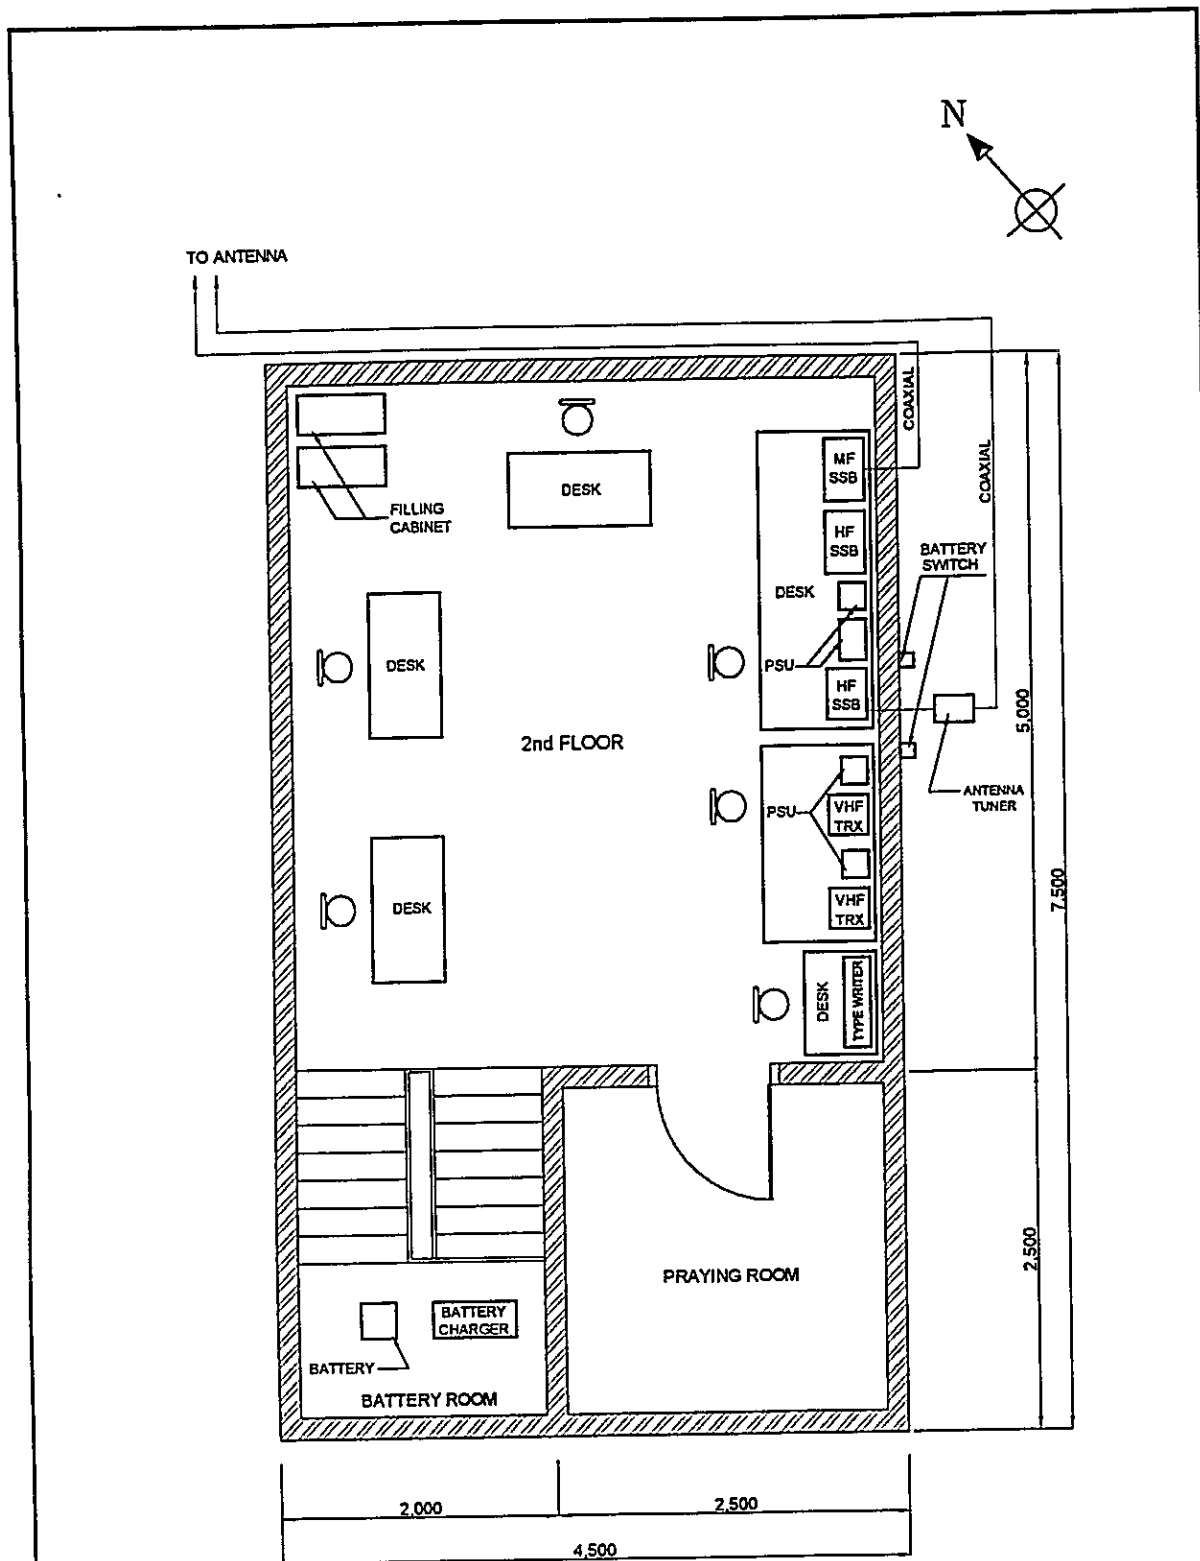 N
TO ANTENNA
COAXIAL
COAXIAL
MF
SSB
DESK
FILLING
CABINET
HF
SSB
BATTERY
SWITCH
DESK
DESK
PSU
HF
SSB
5,000
2nd FLOOR
ANTENNA
TUNER
PSU
VHF
TRX
7,500
DESK
VHF
TRX
DESK
TYPE WRITER
2,500
PRAYING ROOM
BATTERY
CHARGER
BATTERY
BATTERY ROOM
2,000
2,500
4,500